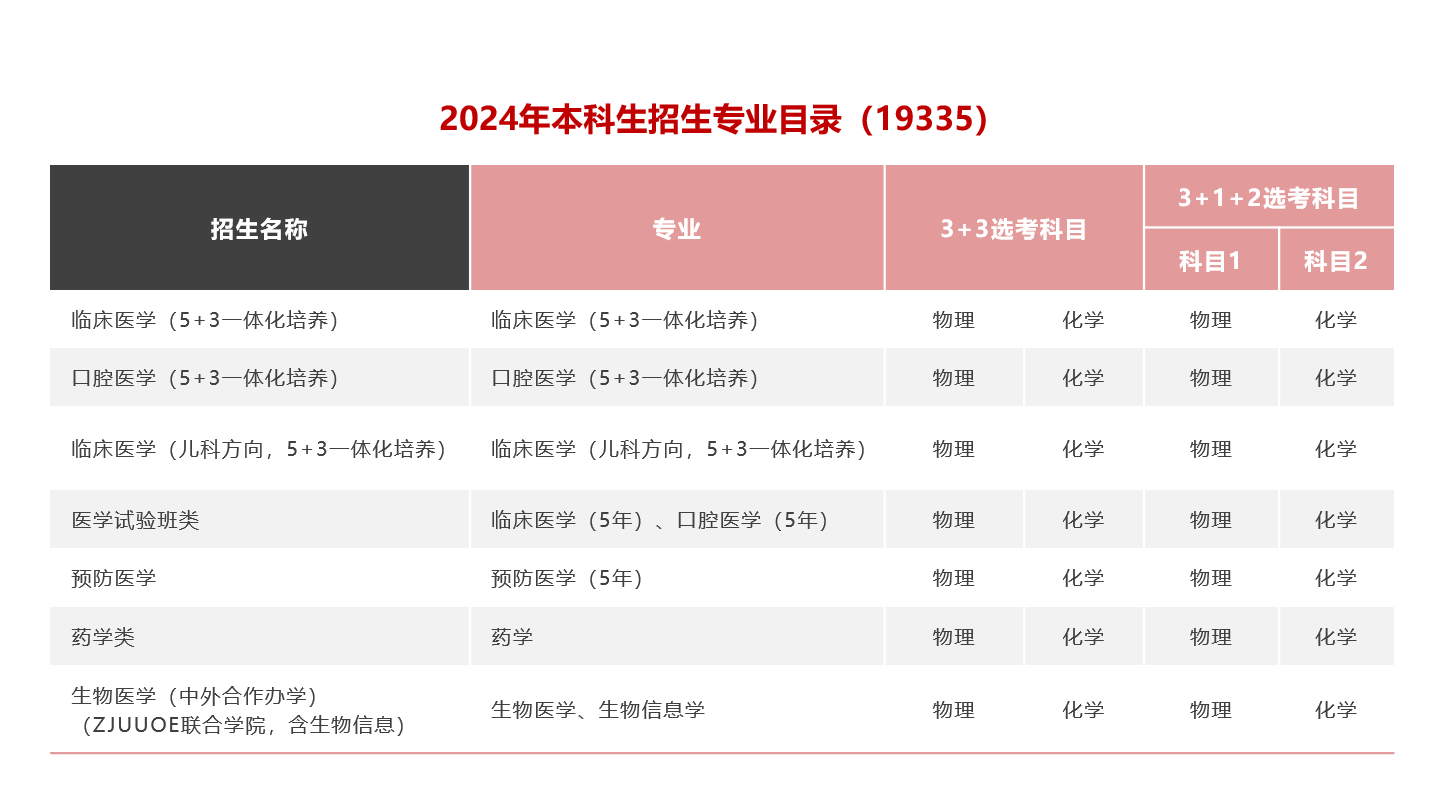 2024年本科生招生专业目录（19335）
招生名称 专业 3+3选考科目 3+1+2选考科目
科目1 科目2
临床医学（5+3一体化培养） 临床医学（5+3一体化培养） 物理 化学 物理 化学
口腔医学（5+3一体化培养） 口腔医学（5+3一体化培养） 物理 化学 物理 化学
临床医学（儿科方向，5+3一体化培养） 临床医学（儿科方向，5+3一体化培养） 物理 化学 物理 化学
医学试验班类 临床医学（5年）、口腔医学（5年） 物理 化学 物理 化学
预防医学 预防医学（5年） 物理 化学 物理 化学
药学类 药学 物理 化学 物理 化学
生物医学（中外合作办学）
（ZJUUOE联合学院，含生物信息） 生物医学、生物信息学 物理 化学 物理 化学